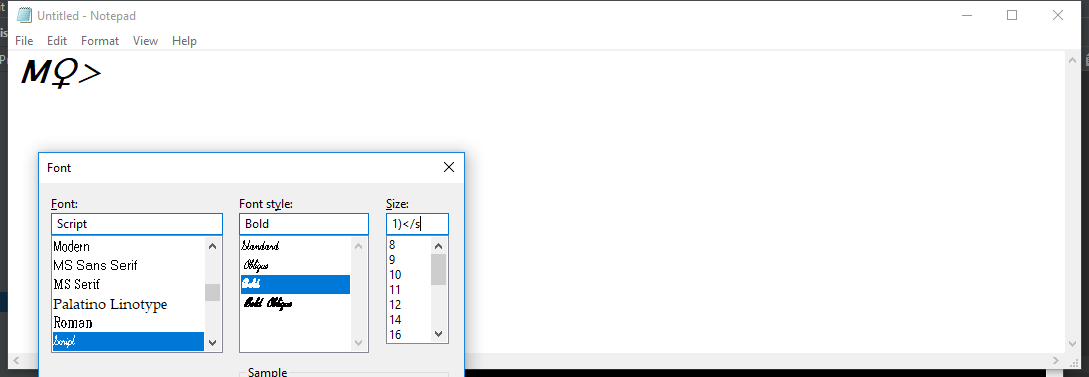 Untitled - Notepad
File Edit Format View Help
M♀>
Font
Font: Font style: Size:
Script Bold 1)</s
Modern Standard 8
MS Sans Serif Oblique 9
MS Serif Bold 10
Palatino Linotype Bold Oblique 11
Roman 12
Script 14
16
Sample